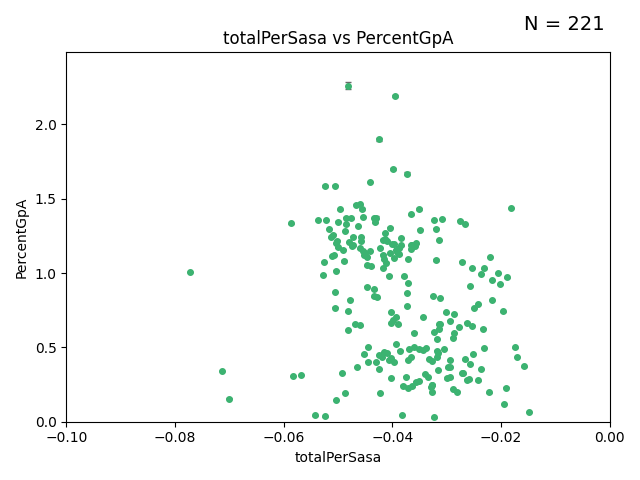 N = 221
totalPerSasa vs PercentGpA
PercentGpA
2.0
1.5
1.0
0.5
0.0
−0.10 −0.08 −0.06 −0.04 −0.02 0.00
totalPerSasa